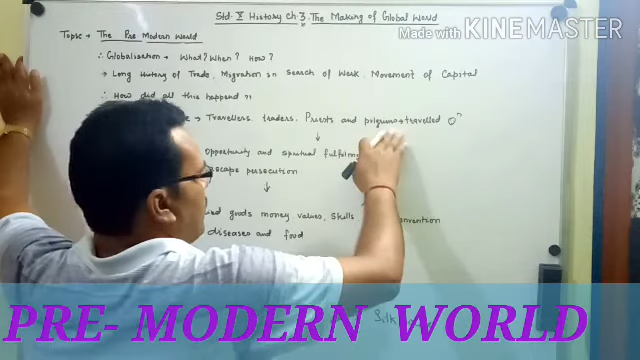 Std. X History Ch 3. The Making of Global World
Made with KINEMASTER
Topic → The Pre-Modern World
∴ Globalisation → What? When? How?
→ Long History of Trade, Migration in Search of Work, Movement of Capital
∴ How did all this happend
→ Travellers, traders, Priests and pilgrims → travelled
↓
opportunity and spiritual
escape persecution
↓
goods money values, skills
diseases and food
Silk
PRE- MODERN WORLD